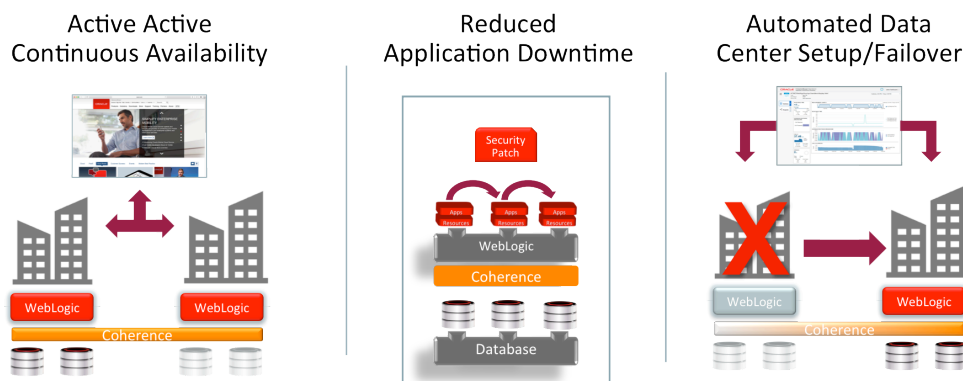 Active Active
Continuous Availability
WebLogic
WebLogic
Coherence
Reduced
Application Downtime
Security
Patch
Apps
Resources
Apps
Resources
Apps
Resources
WebLogic
Coherence
Database
Automated Data
Center Setup/Failover
X
WebLogic
WebLogic
Coherence